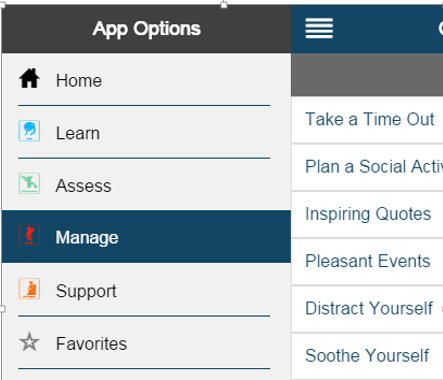 App Options
Home
Learn
Assess
Manage
Support
Favorites
Take a Time Out
Plan a Social
Inspiring Quotes
Pleasant Events
Distract Yourself
Soothe Yourself